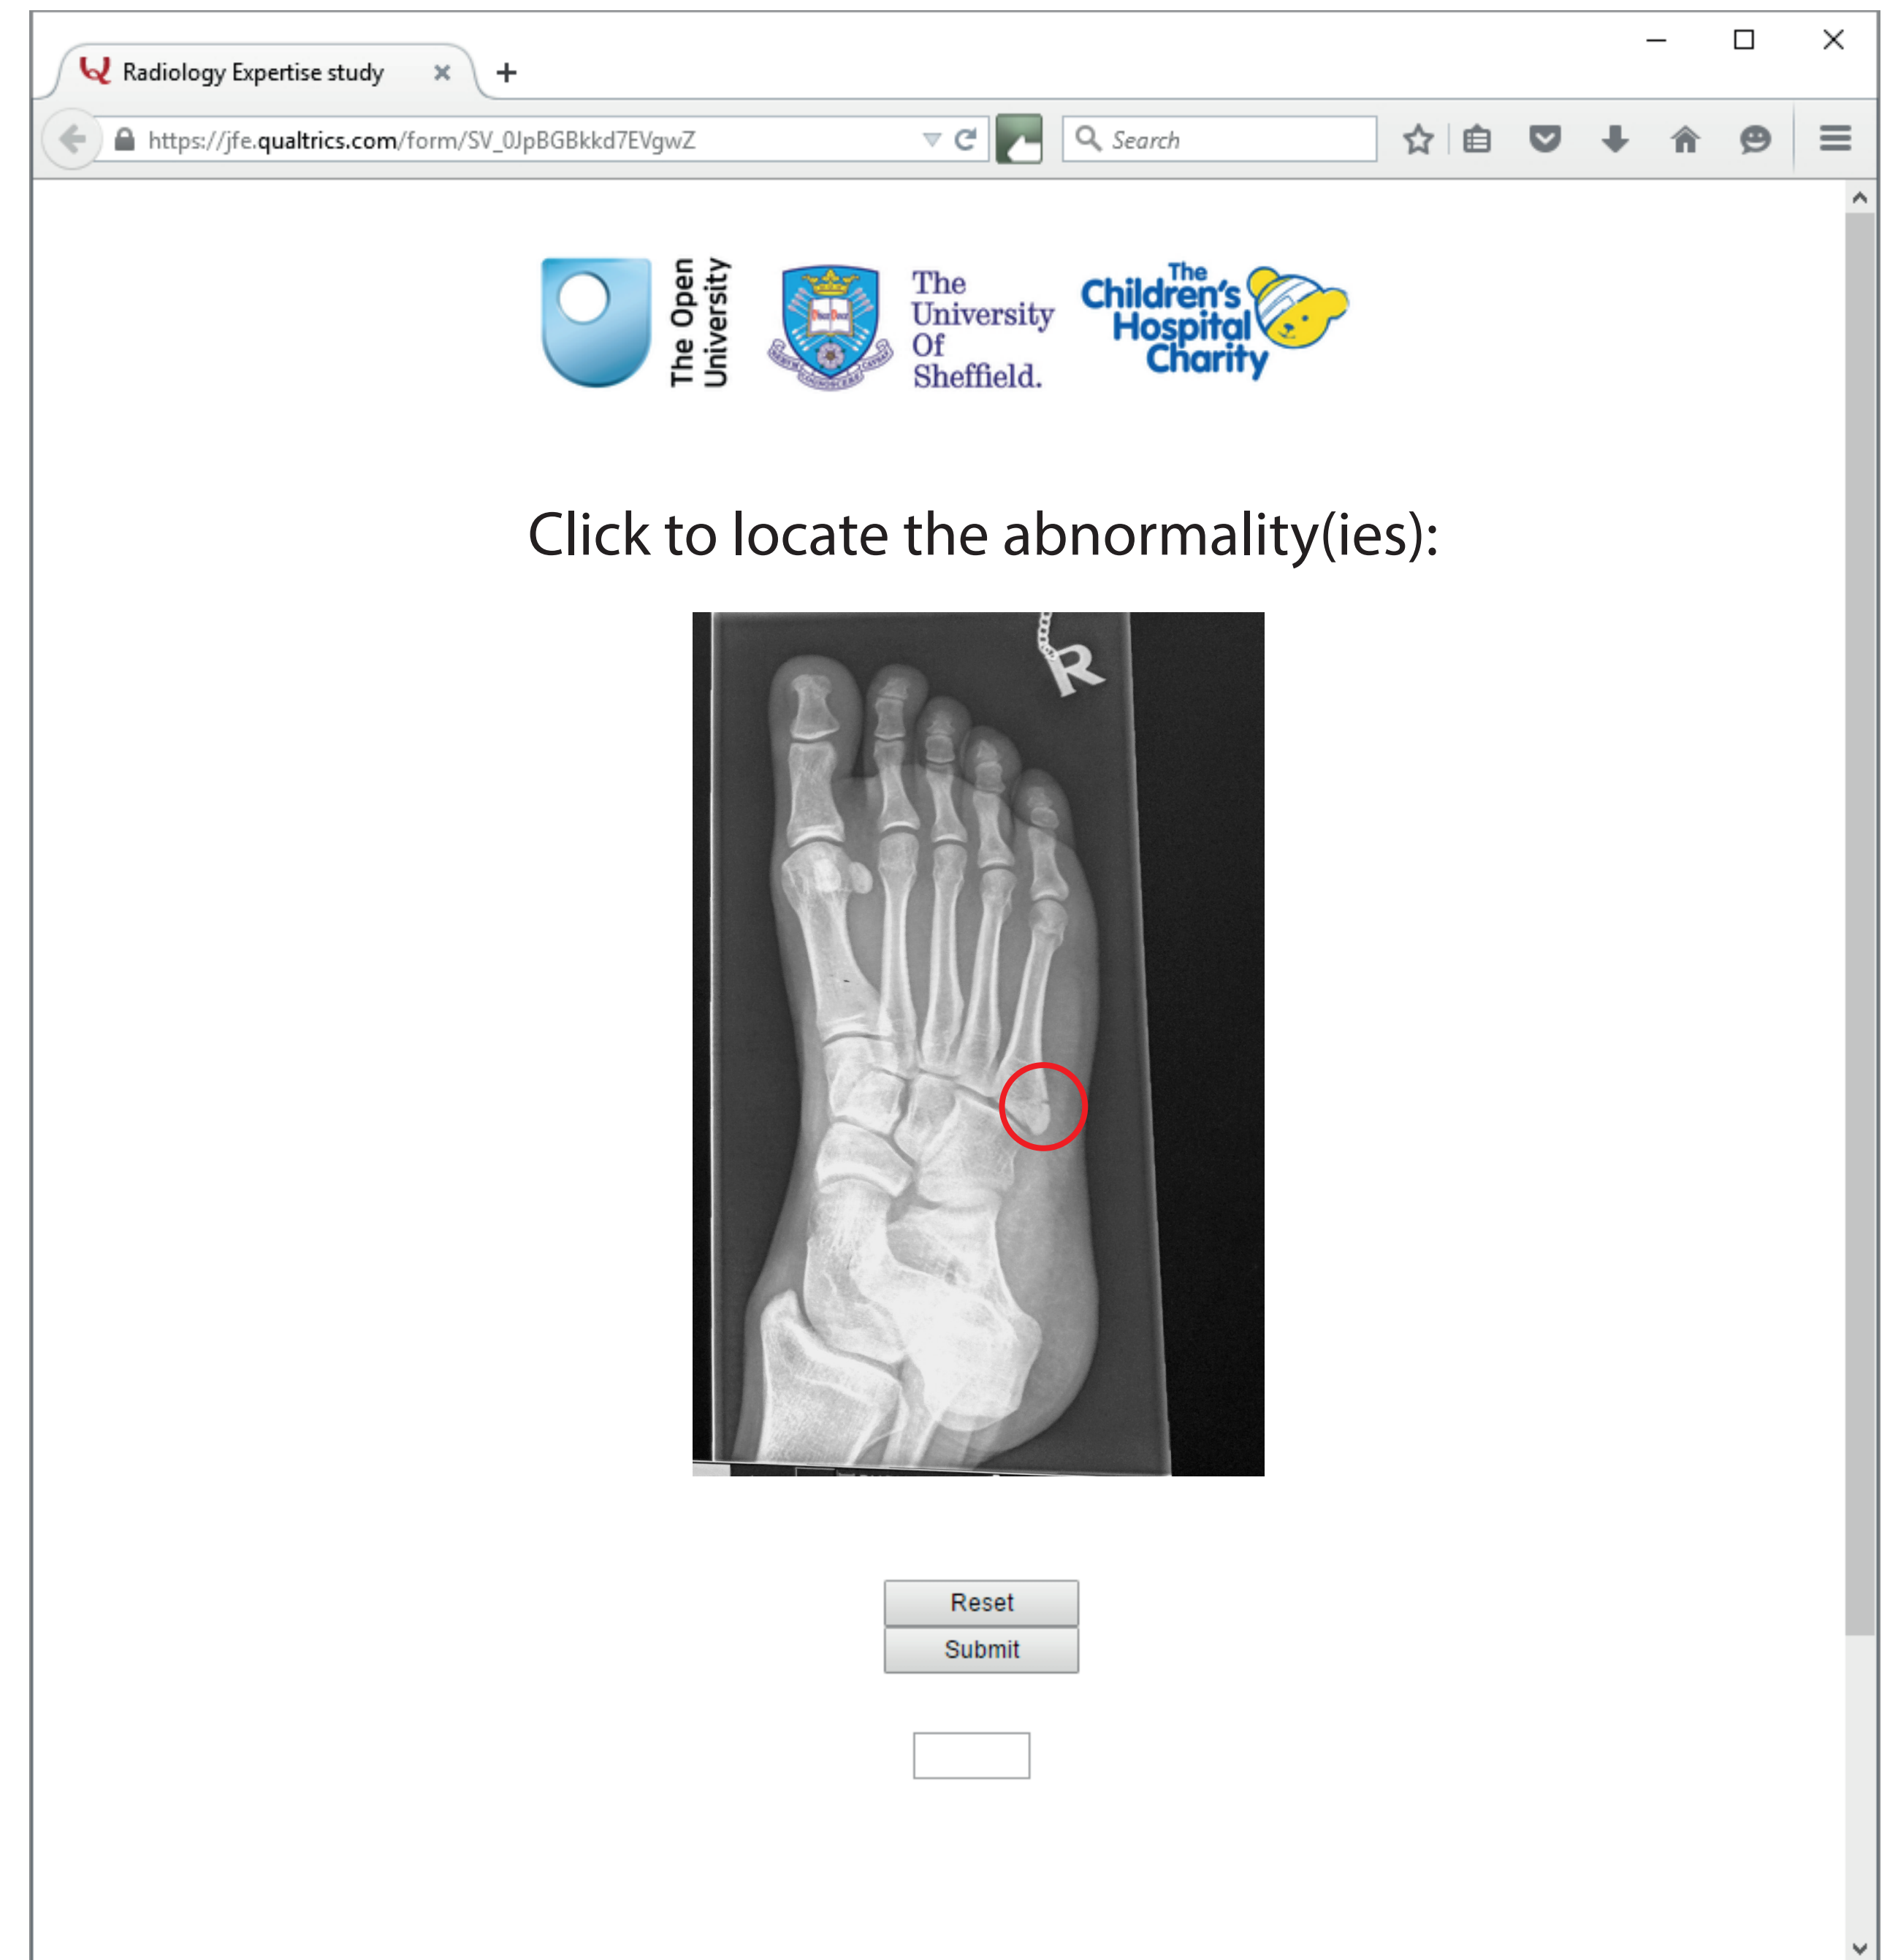 Radiology Expertise study
https://jfe.qualtrics.com/form/SV_0JpBGBkkd7EVgwZ
Search
The Open
University
The
University
Of
Sheffield.
The
Children's
Hospital
Charity
Click to locate the abnormality(ies):
R
Reset
Submit